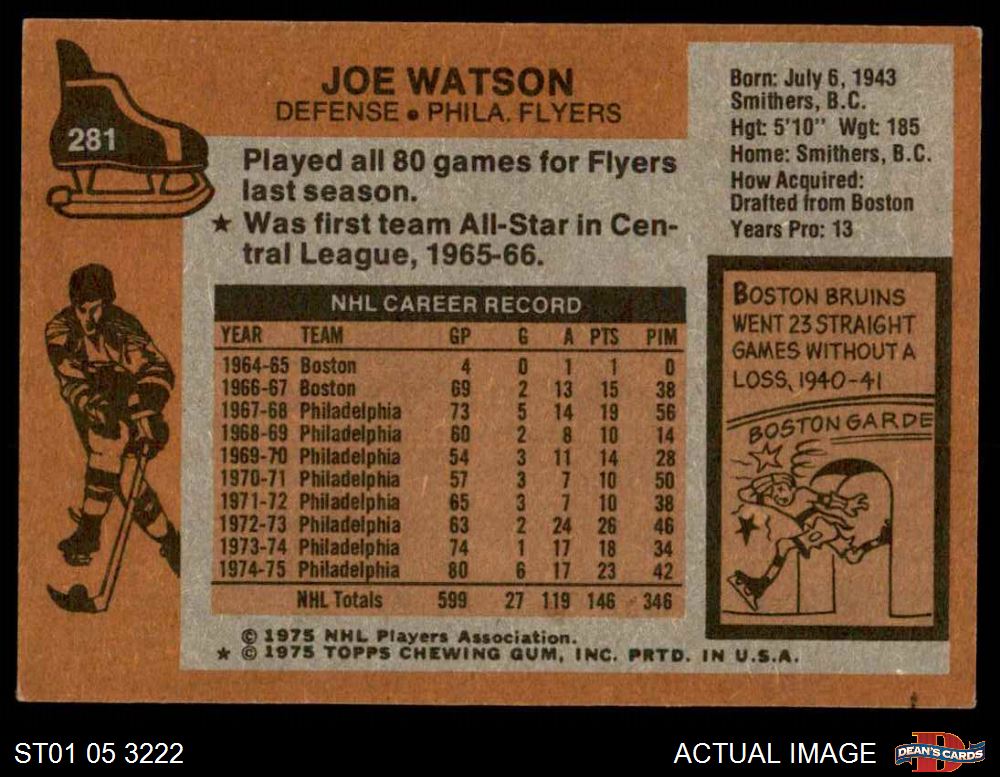 281
JOE WATSON
DEFENSE • PHILA. FLYERS
Played all 80 games for Flyers
last season.
★ Was first team All-Star in Cen-
tral League, 1965-66.
Born: July 6, 1943
Smithers, B.C.
Hgt: 5'10" Wgt: 185
Home: Smithers, B.C.
How Acquired:
Drafted from Boston
Years Pro: 13
NHL CAREER RECORD
YEAR TEAM GP G A PTS PIM
1964-65 Boston 4 0 1 1 0
1966-67 Boston 69 2 13 15 38
1967-68 Philadelphia 73 5 14 19 56
1968-69 Philadelphia 60 2 8 10 14
1969-70 Philadelphia 54 3 11 14 28
1970-71 Philadelphia 57 3 7 10 50
1971-72 Philadelphia 65 3 7 10 38
1972-73 Philadelphia 63 2 24 26 46
1973-74 Philadelphia 74 1 17 18 34
1974-75 Philadelphia 80 6 17 23 42
NHL Totals 599 27 119 146 346
BOSTON BRUINS
WENT 23 STRAIGHT
GAMES WITHOUT A
LOSS, 1940-41
BOSTON GARDE
© 1975 NHL Players Association.
★ © 1975 TOPPS CHEWING GUM, INC. PRTD. IN U.S.A.
ST01 05 3222
ACTUAL IMAGE
D
DEAN'S CARDS